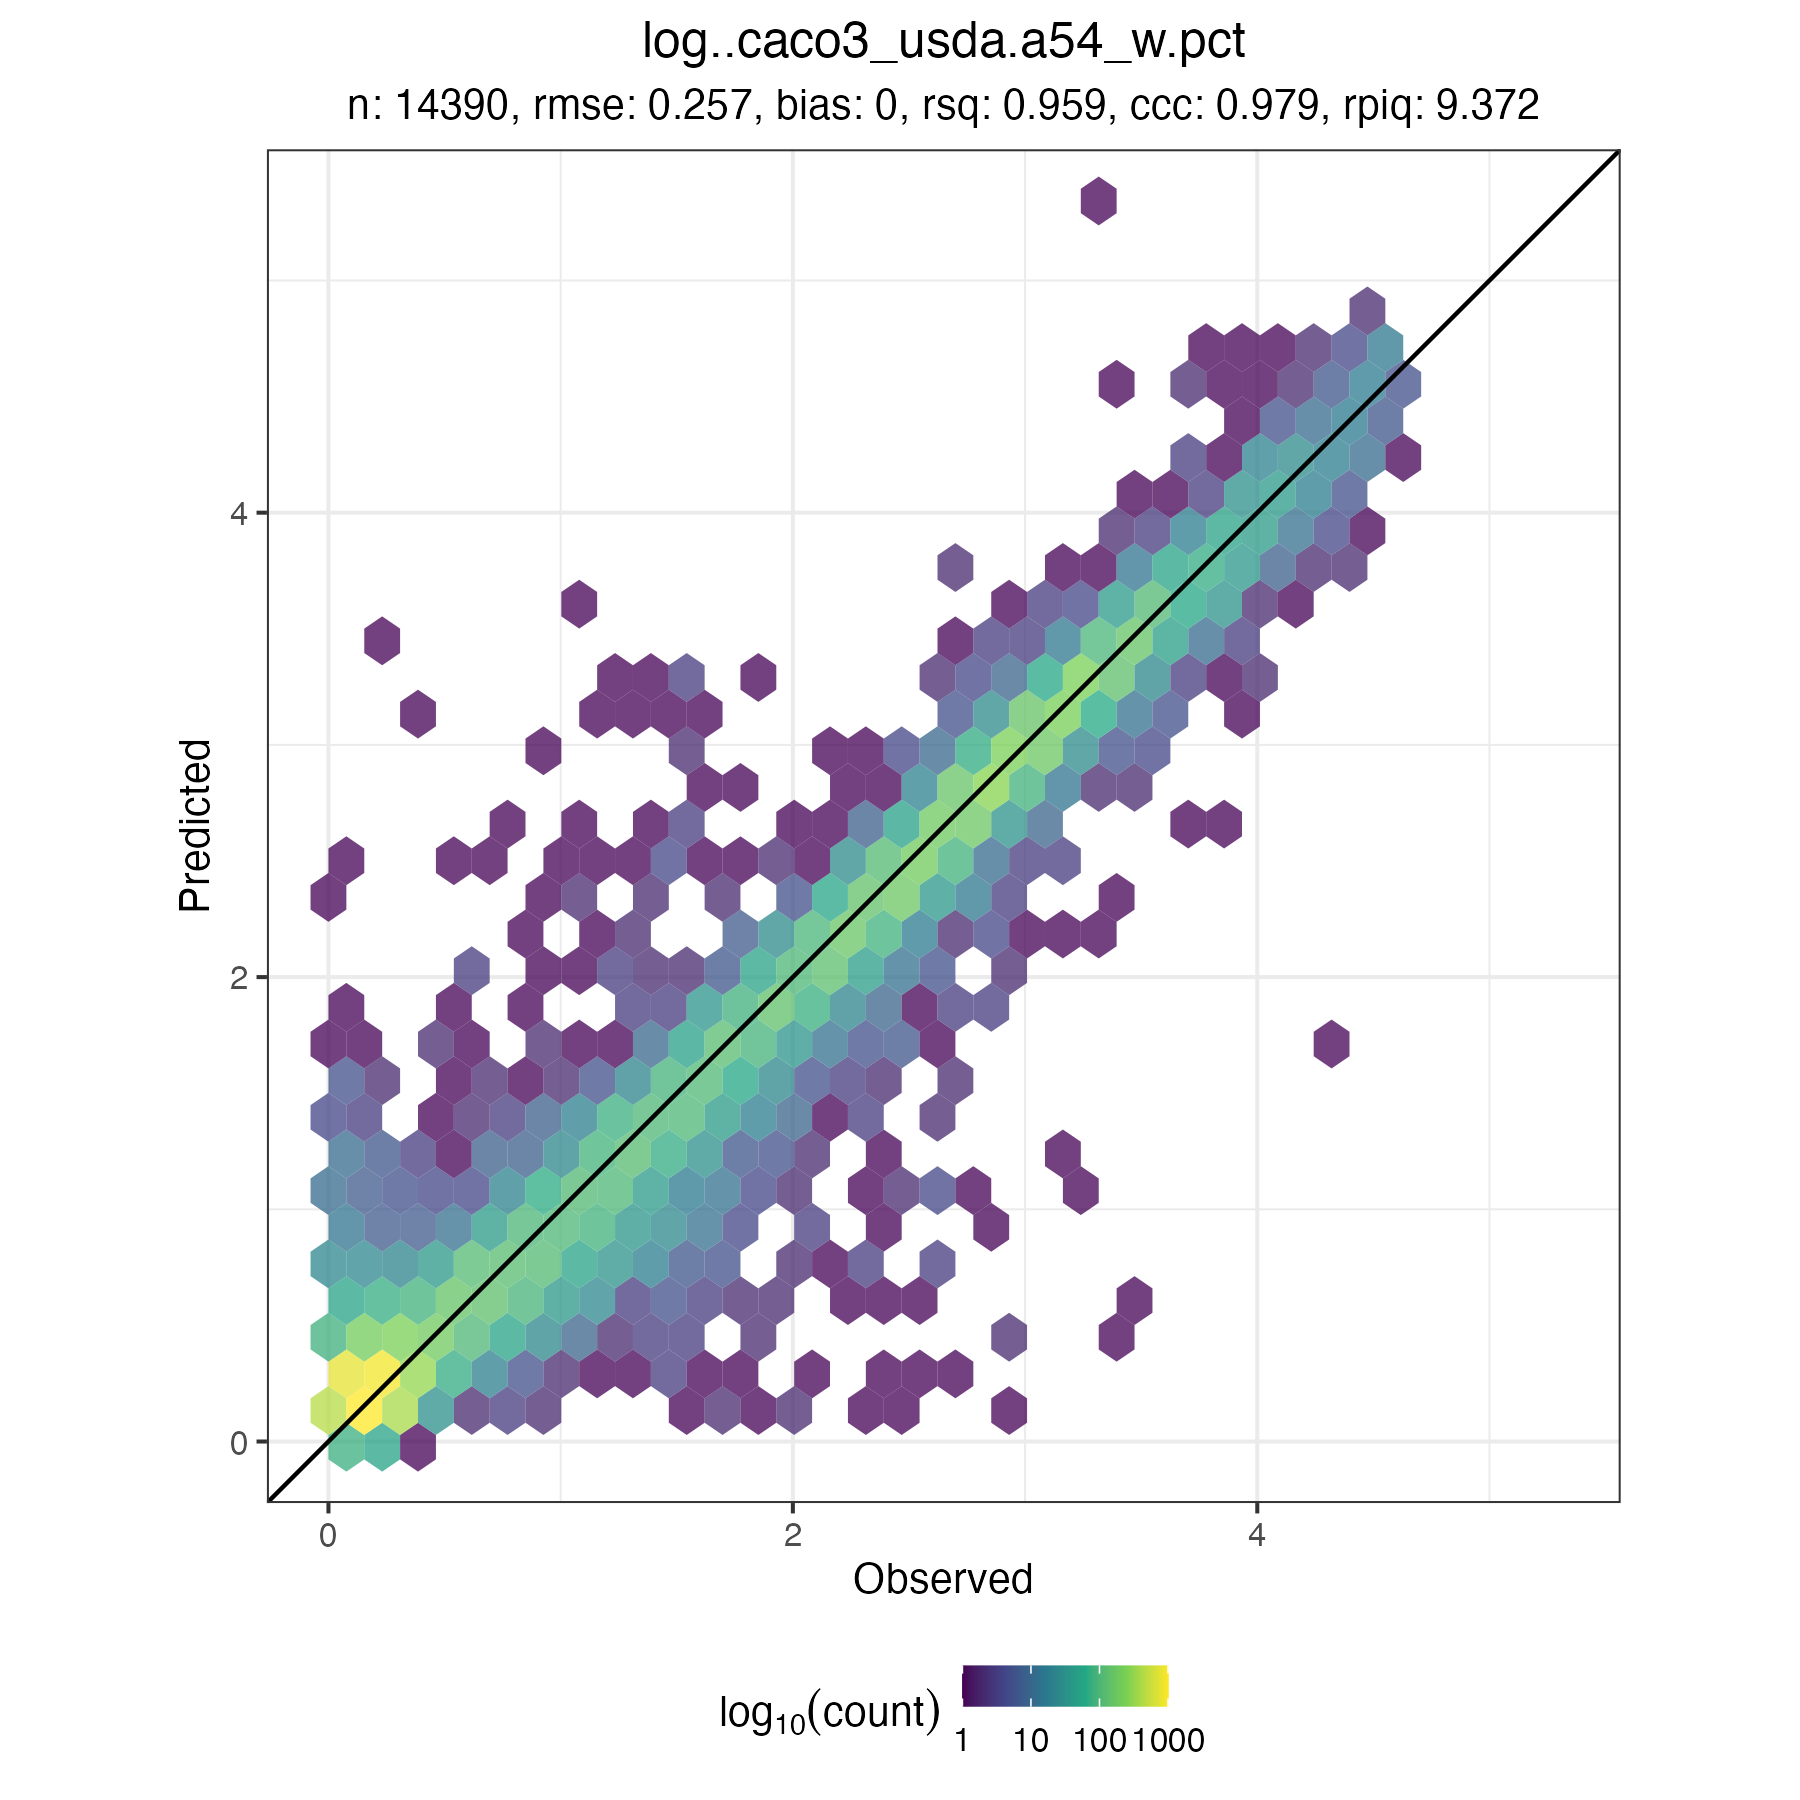 log..caco3_usda.a54_w.pct
n: 14390, rmse: 0.257, bias: 0, rsq: 0.959, ccc: 0.979, rpiq: 9.372
Predicted
4
2
0
0 2 4
Observed
log₁₀(count)
1 10 100 1000